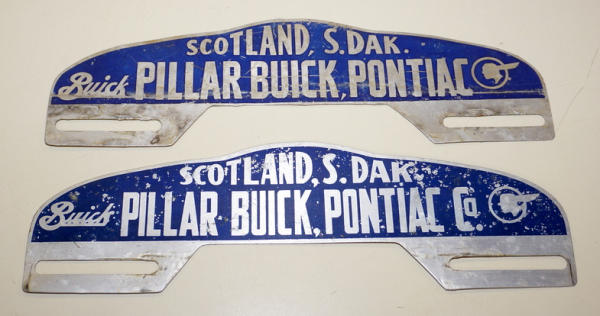 SCOTLAND, S.DAK.
Buick PILLAR BUICK, PONTIAC
SCOTLAND, S. DAK.
Buick PILLAR BUICK, PONTIAC Co.